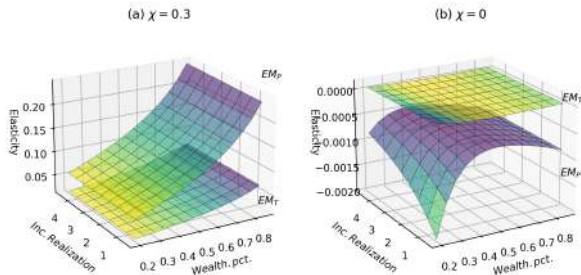 (a) χ = 0.3
EM_P
0.20
0.15
0.10
0.05
Elasticity
EM_T
4
3
2
1
Inc. Realization
0.2 0.3 0.4 0.5 0.6 0.7 0.8
Wealth. pct.
(b) χ = 0
0.0000
−0.0005
−0.0010
−0.0015
−0.0020
Elasticity
EM_T
EM_P
4
3
2
1
Inc. Realization
0.2 0.3 0.4 0.5 0.6 0.7 0.8
Wealth. pct.